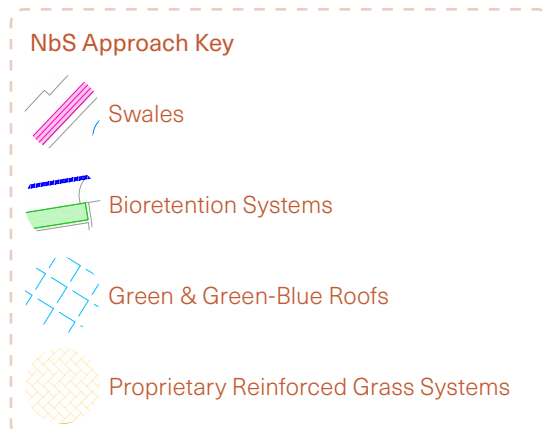 NbS Approach Key
Swales
Bioretention Systems
Green & Green-Blue Roofs
Proprietary Reinforced Grass Systems